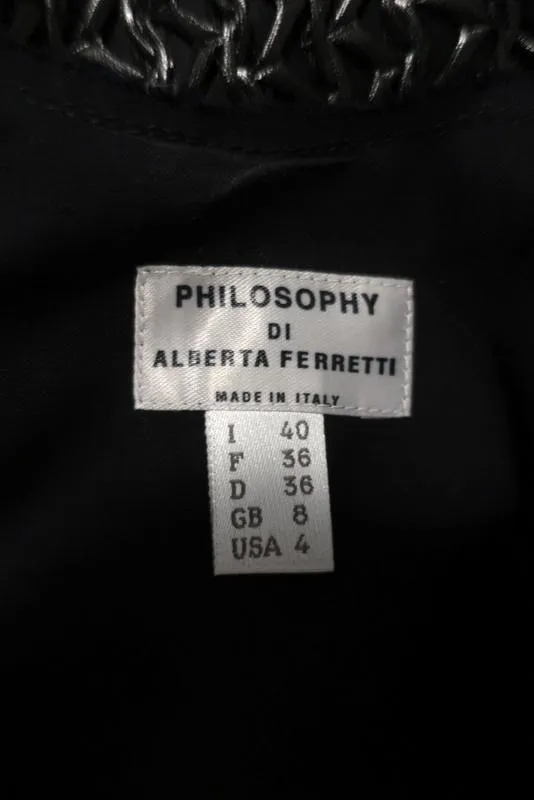 PHILOSOPHY
DI
ALBERTA FERRETTI
MADE IN ITALY
I 40
F 36
D 36
GB 8
USA 4